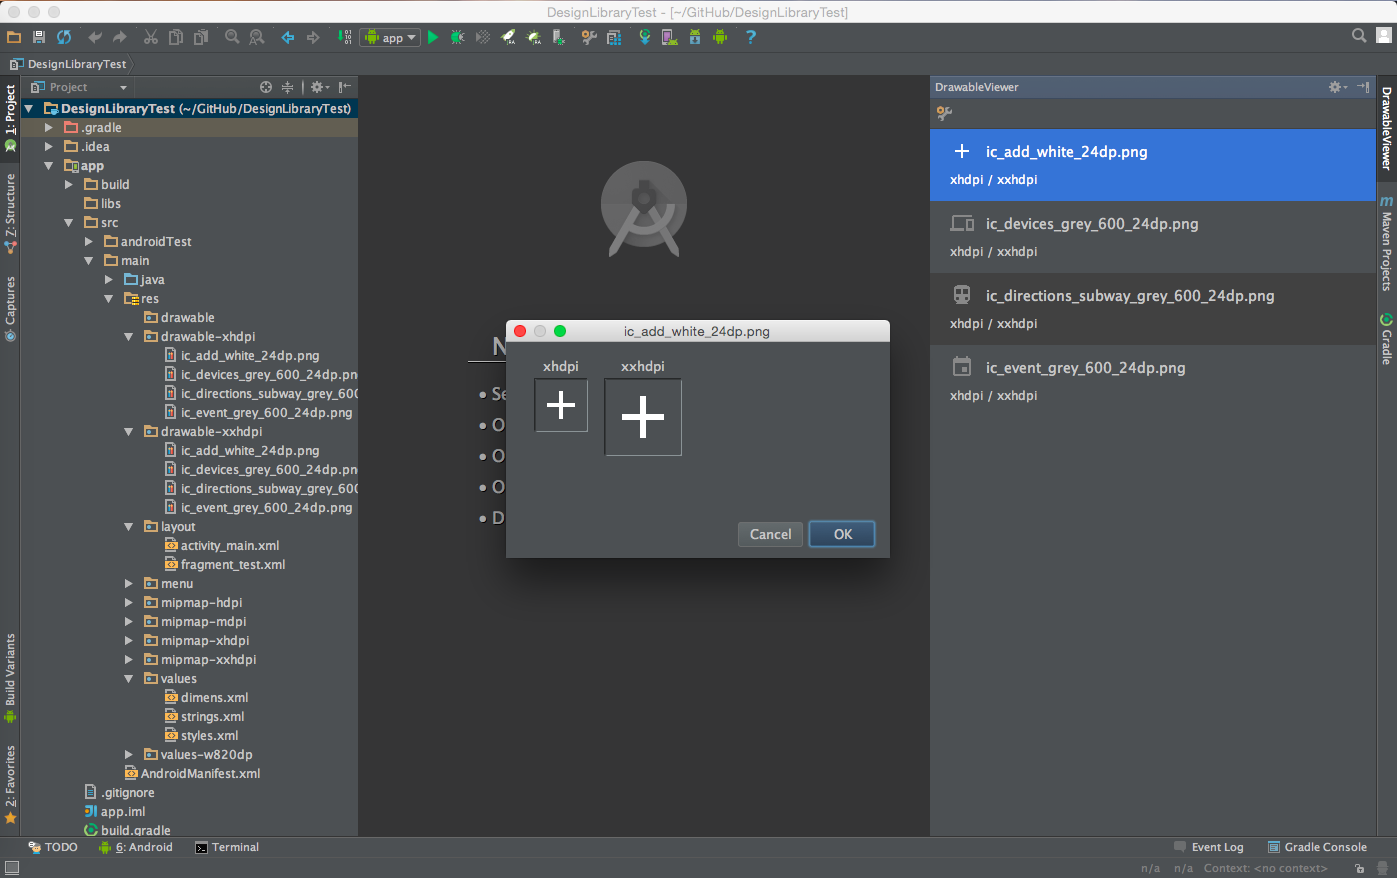 DesignLibraryTest - [~/GitHub/DesignLibraryTest]
app
DesignLibraryTest
1: Project
Z: Structure
Captures
Build Variants
2: Favorites
Project
DesignLibraryTest (~/GitHub/DesignLibraryTest)
.gradle
.idea
app
build
libs
src
androidTest
main
java
res
drawable
drawable-xhdpi
ic_add_white_24dp.png
ic_devices_grey_600_24dp.pn
ic_directions_subway_grey_600
ic_event_grey_600_24dp.png
drawable-xxhdpi
ic_add_white_24dp.png
ic_devices_grey_600_24dp.pn
ic_directions_subway_grey_600
ic_event_grey_600_24dp.png
layout
activity_main.xml
fragment_test.xml
menu
mipmap-hdpi
mipmap-mdpi
mipmap-xhdpi
mipmap-xxhdpi
values
dimens.xml
strings.xml
styles.xml
values-w820dp
AndroidManifest.xml
.gitignore
app.iml
build.gradle
N
• Se
• O
• O
• O
• D
ic_add_white_24dp.png
xhdpi xxhdpi
Cancel OK
DrawableViewer
ic_add_white_24dp.png
xhdpi / xxhdpi
ic_devices_grey_600_24dp.png
xhdpi / xxhdpi
ic_directions_subway_grey_600_24dp.png
xhdpi / xxhdpi
ic_event_grey_600_24dp.png
xhdpi / xxhdpi
DrawableViewer
m Maven Projects
Gradle
TODO 6: Android Terminal Event Log Gradle Console
n/a n/a Context: <no context>